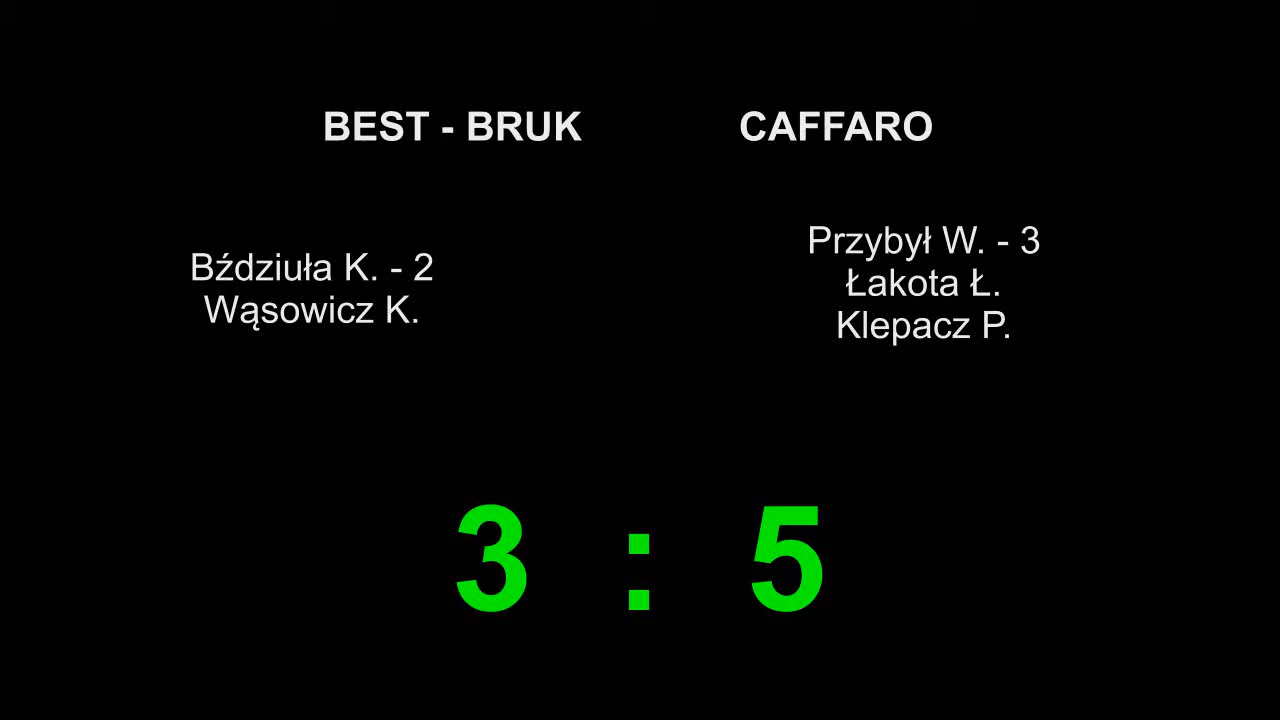 BEST - BRUK
CAFFARO
Bździuła K. - 2
Wąsowicz K.
Przybył W. - 3
Łakota Ł.
Klepacz P.
3 : 5